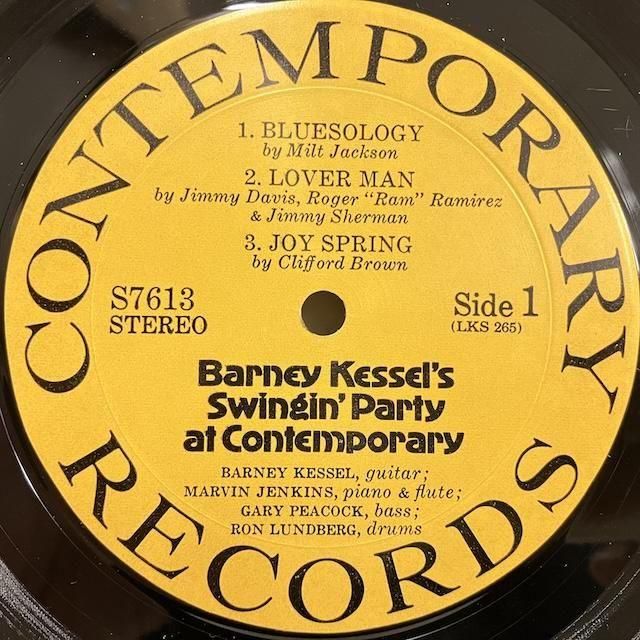 CONTEMPORARY
1. BLUESOLOGY
by Milt Jackson
2. LOVER MAN
by Jimmy Davis, Roger “Ram” Ramirez
& Jimmy Sherman
3. JOY SPRING
by Clifford Brown
S7613
STEREO
Side 1
(LKS 265)
Barney Kessel's
Swingin' Party
at Contemporary
BARNEY KESSEL, guitar;
MARVIN JENKINS, piano & flute;
GARY PEACOCK, bass;
RON LUNDBERG, drums
RECORDS